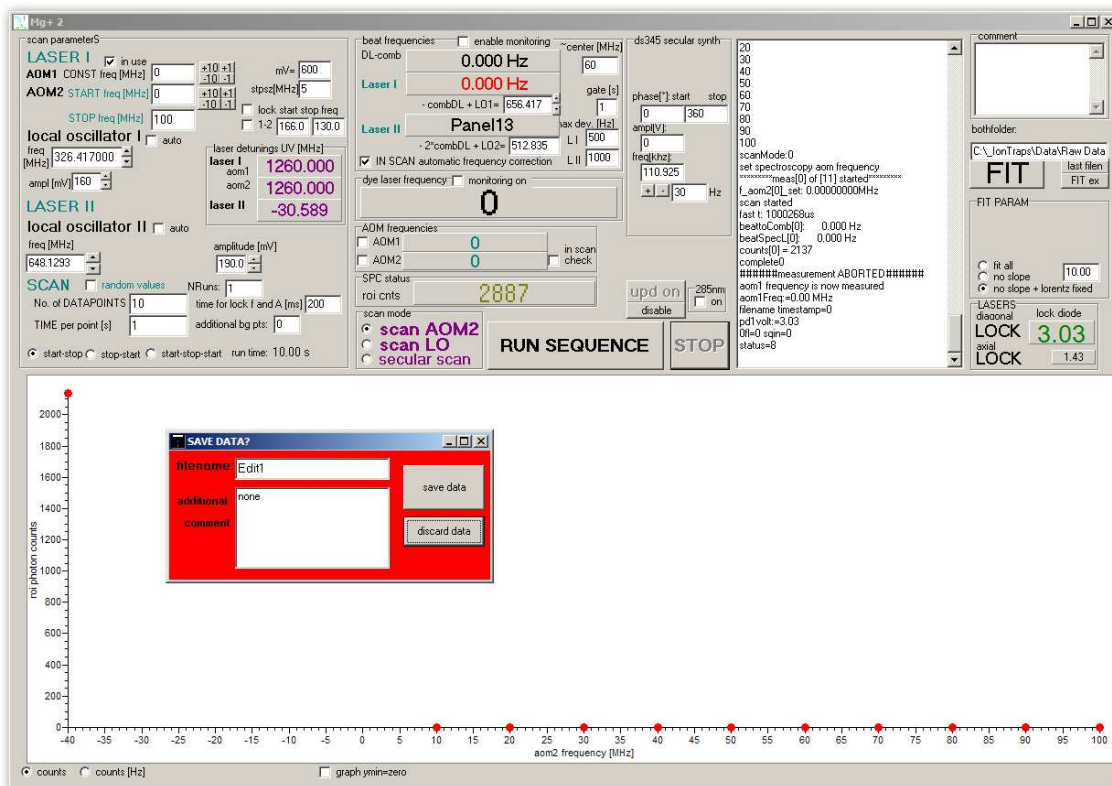 Mg+ 2
scan parameterS
LASER I
in use
AOM1 CONST freq [MHz] 0
+10 +1
-10 -1
mV= 600
AOM2 START freq [MHz] 0
+10 +1
-10 -1
stpsz[MHz] 5
STOP freq [MHz] 100
lock start stop freq
1-2 166.0 130.0
local oscillator I
auto
freq [MHz] 326.417000
ampl [mV] 160
laser detunings UV [MHz]
laser I
aom1 1260.000
aom2 1260.000
laser II -30.589
LASER II
local oscillator II
auto
freq [MHz]
648.1293
amplitude [mV]
190.0
SCAN
random values
NRuns: 1
No. of DATAPOINTS 10
time for lock f and A [ms] 200
TIME per point [s] 1
additional bg pts: 0
start-stop
stop-start
start-stop-start
run time: 10.00 s
beat frequencies
enable monitoring
DL-comb 0.000 Hz
Laser I 0.000 Hz
- combDL + LO1= 656.417
Laser II Panel13
- 2*combDL + LO2= 512.835
IN SCAN automatic frequency correction
~center [MHz]
60
gate [s]
1
max dev. [Hz]
L I 500
L II 1000
dye laser frequency
monitoring on
0
AOM frequencies
AOM1 0
AOM2 0
in scan
check
SPC status
roi cnts 2887
scan mode
scan AOM2
scan LO
secular scan
RUN SEQUENCE
STOP
ds345 secular synth
phase[°]: start stop
0 360
ampl[V]:
0
freq[khz]:
110.925
+ - 30 Hz
upd on
disable
285nm
on
20
30
40
50
60
70
80
90
100
scanMode:0
set spectroscopy aom frequency
********meas[0] of [11] started********
f_aom2[0]_set: 0.00000000MHz
scan started
fast t: 1000268us
beattoComb[0]: 0.000 Hz
beatSpecL[0]: 0.000 Hz
counts[0] = 2137
complete0
#######measurement ABORTED######
aom1 frequency is now measured
aom1Freq:=0.00 MHz
filename timestamp=0
pd1volt:=3.03
0fl=0 sqin=0
status=8
comment
bothfolder:
C:\_IonTraps\Data\Raw Data
FIT
last filen
FIT ex
FIT PARAM
fit all
no slope
10.00
no slope + lorentz fixed
LASERS
diagonal
LOCK
lock diode
3.03
axial
LOCK
1.43
SAVE DATA?
filename Edit1
additional
comment
none
save data
discard data
roi photon counts
2000
1800
1600
1400
1200
1000
800
600
400
200
0
-40 -35 -30 -25 -20 -15 -10 -5 0 5 10 15 20 25 30 35 40 45 50 55 60 65 70 75 80 85 90 95 100
aom2 frequency [MHz]
counts
counts [Hz]
graph ymin=zero